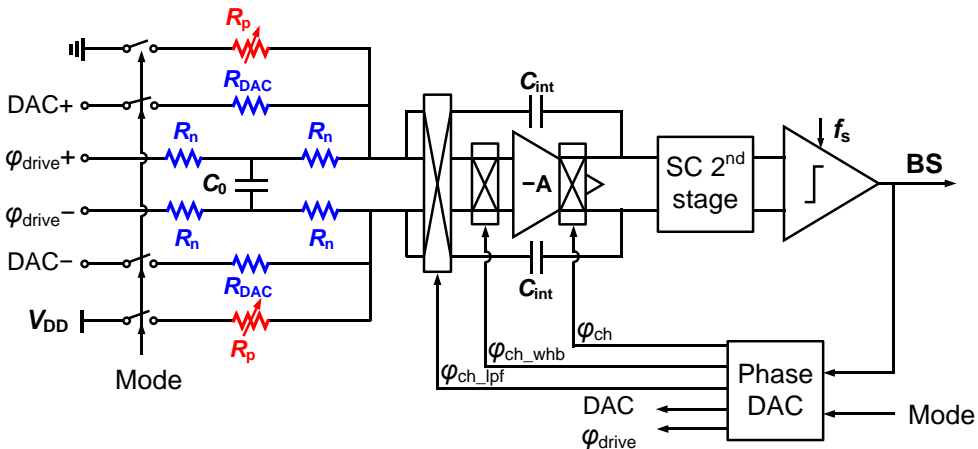 Rp
RDAC
DAC+
Rn
Rn
φdrive+
C0
φdrive−
Rn
Rn
DAC−
RDAC
VDD
Rp
Mode
Cint
−A
Cint
SC 2nd
stage
fs
BS
φch
φch_whb
φch_lpf
Phase
DAC
DAC
φdrive
Mode